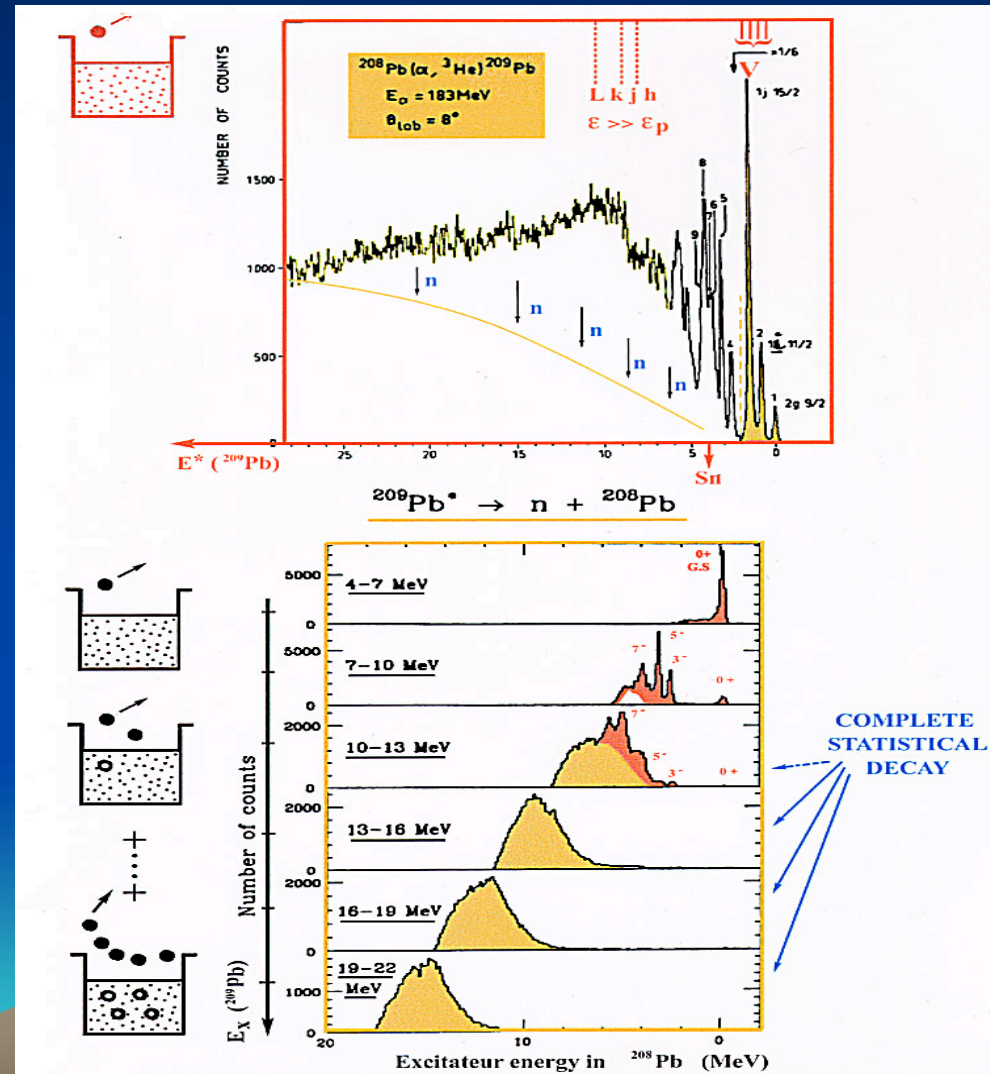 NUMBER OF COUNTS
²⁰⁸Pb(α, ³He)²⁰⁹Pb
Eα = 183 MeV
θlab = 8°
L k j h
ε >> εp
×1/6
V
1j 15/2
1500
1000
500
0
8
7
6
5
9
4
2
11/2
1
2g 9/2
n
n
n
n
n
25 20 15 10 5 0
E* (²⁰⁹Pb)
Sn
²⁰⁹Pb* → n + ²⁰⁸Pb
5000
0
4-7 MeV
0+
G.S
5000
0
7-10 MeV
7-
5-
3-
0+
2000
0
10-13 MeV
7-
5-
3-
0+
COMPLETE
STATISTICAL
DECAY
2000
0
13-16 MeV
2000
0
16-19 MeV
1000
0
19-22
MeV
Number of counts
Ex (²⁰⁹Pb)
20 10 0
Excitateur energy in ²⁰⁸Pb (MeV)